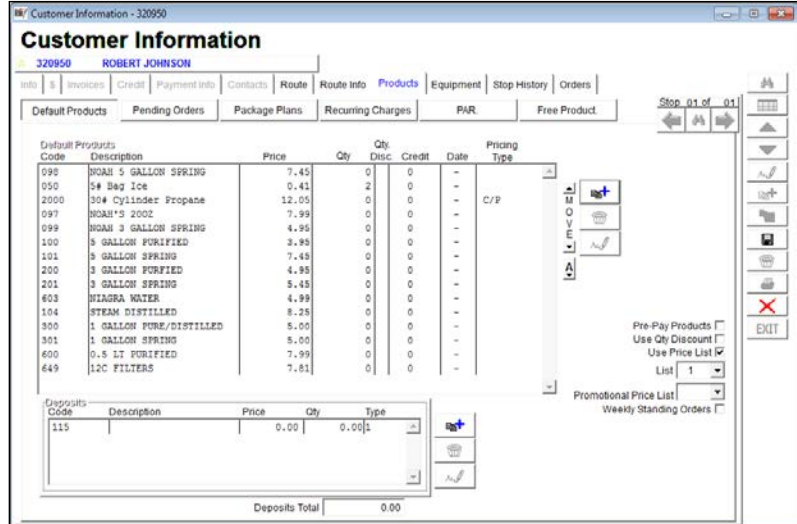 Customer Information - 320950
Customer Information
320950 ROBERT JOHNSON
Info $ Invoices Credit Payment Info Contacts Route Route Info Products Equipment Stop History Orders
Default Products Pending Orders Package Plans Recurring Charges PAR. Free Product.
Stop 01 of 01
Default Products
Code Description Price Qty Qty. Disc. Credit Date Pricing Type
098 NOAH 5 GALLON SPRING 7.45 0 0 -
050 5# Bag Ice 0.41 2 0 -
2000 30# Cylinder Propane 12.05 0 0 - C/P
097 NOAH'S 20OZ 7.99 0 0 -
099 NOAH 3 GALLON SPRING 4.95 0 0 -
100 5 GALLON PURIFIED 3.95 0 0 -
101 5 GALLON SPRING 7.45 0 0 -
200 3 GALLON PURFIED 4.95 0 0 -
201 3 GALLON SPRING 5.45 0 0 -
603 NIAGRA WATER 4.99 0 0 -
104 STEAM DISTILLED 8.25 0 0 -
300 1 GALLON PURE/DISTILLED 5.00 0 0 -
301 1 GALLON SPRING 5.00 0 0 -
600 0.5 LT PURIFIED 7.99 0 0 -
649 12C FILTERS 7.81 0 0 -
MOVE
A
EXIT
Pre-Pay Products
Use Qty Discount
Use Price List
List 1
Promotional Price List
Weekly Standing Orders
Deposits
Code Description Price Qty Type
115 0.00 0.00 1
Deposits Total 0.00